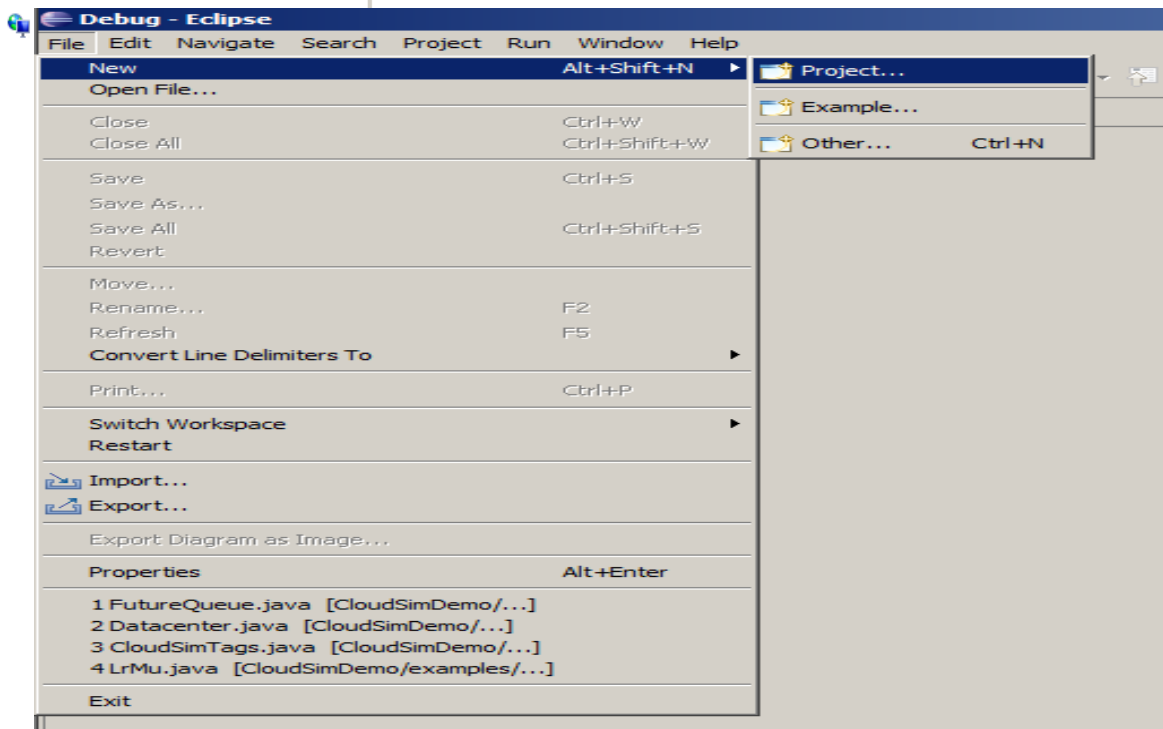 Debug - Eclipse
File Edit Navigate Search Project Run Window Help
New Alt+Shift+N
Project...
Open File...
Example...
Close Ctrl+W
Close All Ctrl+Shift+W
Other... Ctrl+N
Save Ctrl+S
Save As...
Save All Ctrl+Shift+S
Revert
Move...
Rename... F2
Refresh F5
Convert Line Delimiters To
Print... Ctrl+P
Switch Workspace
Restart
Import...
Export...
Export Diagram as Image...
Properties Alt+Enter
1 FutureQueue.java [CloudSimDemo/...]
2 Datacenter.java [CloudSimDemo/...]
3 CloudSimTags.java [CloudSimDemo/...]
4 LrMu.java [CloudSimDemo/examples/...]
Exit